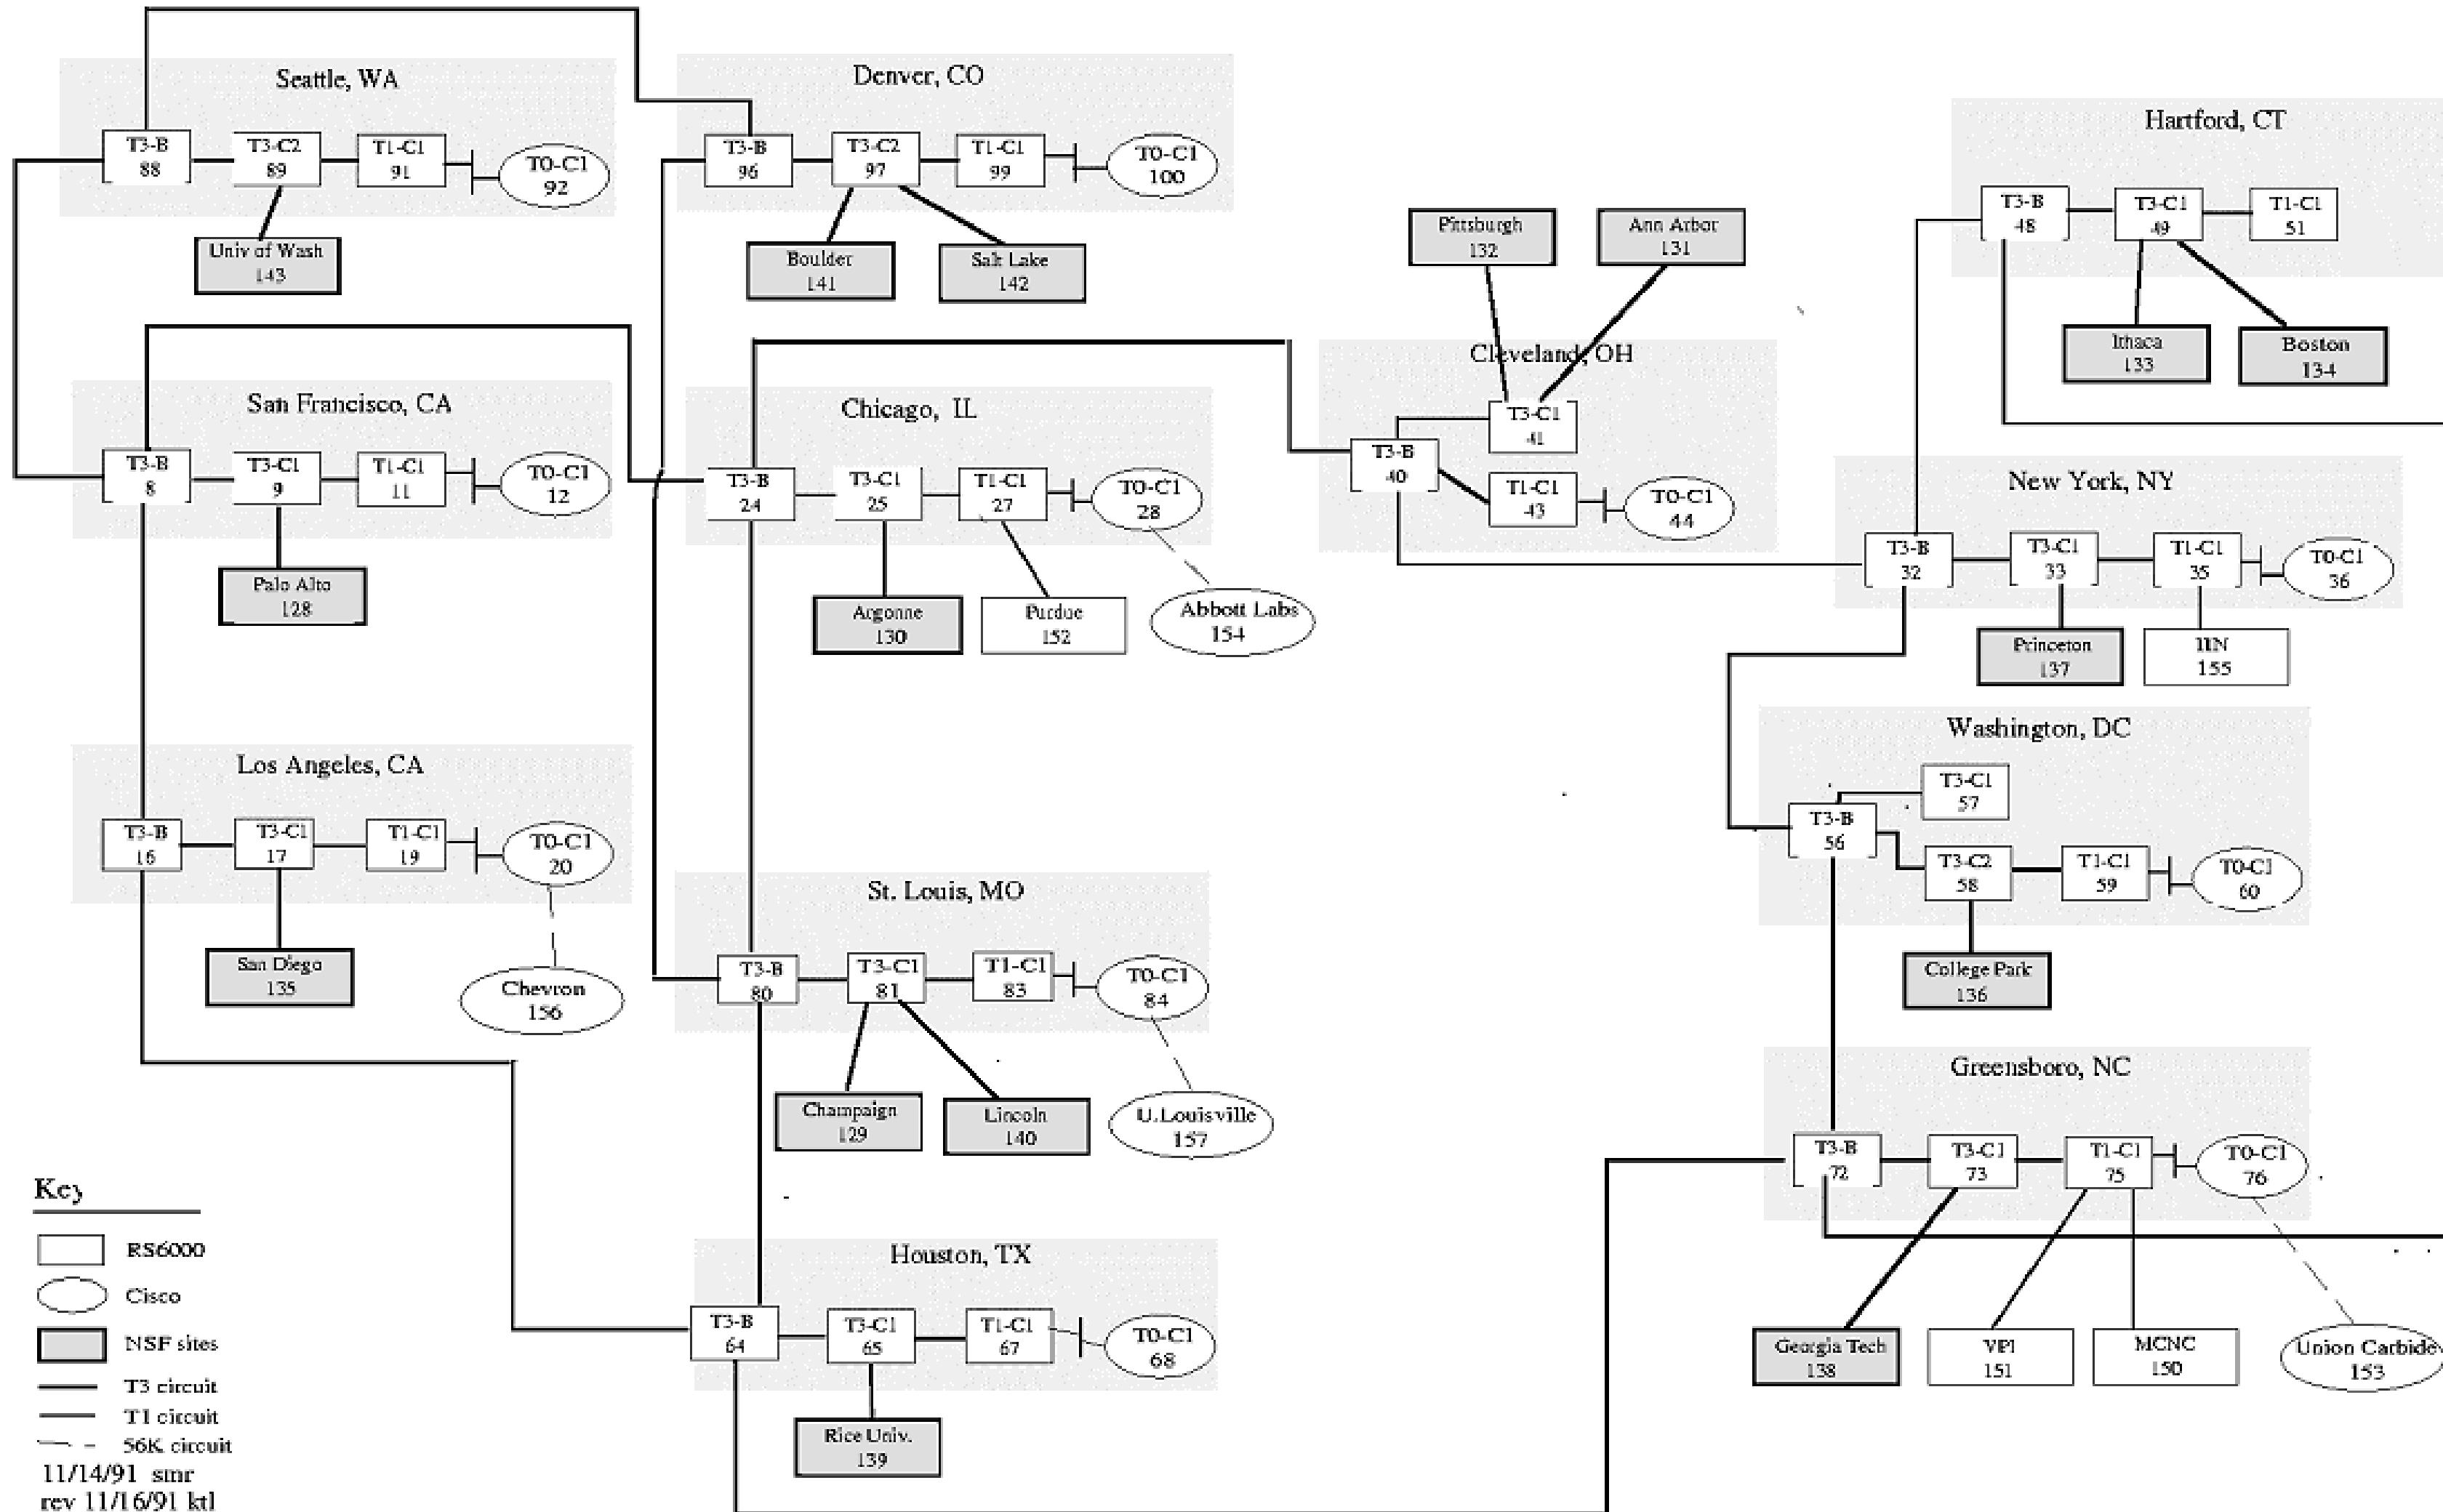 Seattle, WA
T3-B
88
T3-C2
89
T1-C1
91
T0-C1
92
Univ of Wash
143
Denver, CO
T3-B
96
T3-C2
97
T1-C1
99
T0-C1
100
Boulder
141
Salt Lake
142
Pittsburgh
132
Ann Arbor
131
Hartford, CT
T3-B
48
T3-C1
49
T1-C1
51
Ithaca
133
Boston
134
San Francisco, CA
T3-B
8
T3-C1
9
T1-C1
11
T0-C1
12
Palo Alto
128
Chicago, IL
T3-B
24
T3-C1
25
T1-C1
27
T0-C1
28
Argonne
130
Purdue
152
Abbott Labs
154
Cleveland, OH
T3-C1
41
T3-B
40
T1-C1
43
T0-C1
44
New York, NY
T3-B
32
T3-C1
33
T1-C1
35
T0-C1
36
Princeton
137
155
Los Angeles, CA
T3-B
16
T3-C1
17
T1-C1
19
T0-C1
20
San Diego
135
Chevron
156
St. Louis, MO
T3-B
80
T3-C1
81
T1-C1
83
T0-C1
84
Champaign
129
Lincoln
140
U.Louisville
157
Washington, DC
T3-C1
57
T3-B
56
T3-C2
58
T1-C1
59
T0-C1
60
College Park
136
Greensboro, NC
T3-B
72
T3-C1
73
T1-C1
75
T0-C1
76
Georgia Tech
138
VPI
151
MCNC
150
Union Carbide
153
Houston, TX
T3-B
64
T3-C1
65
T1-C1
67
T0-C1
68
Rice Univ.
139
Key
RS6000
Cisco
NSF sites
T3 circuit
T1 circuit
56K circuit
11/14/91 smr
rev 11/16/91 ktl